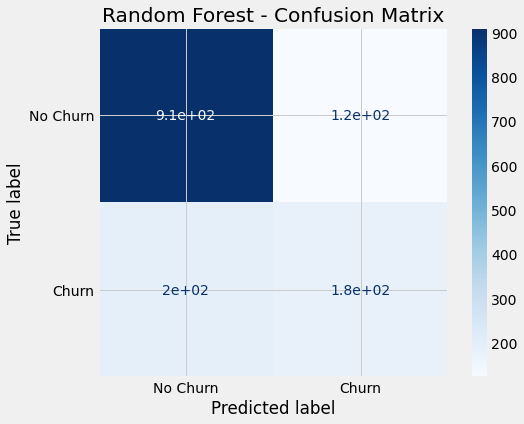 Random Forest - Confusion Matrix
True label
No Churn
Churn
9.1e+02
1.2e+02
2e+02
1.8e+02
No Churn
Churn
Predicted label
900
800
700
600
500
400
300
200